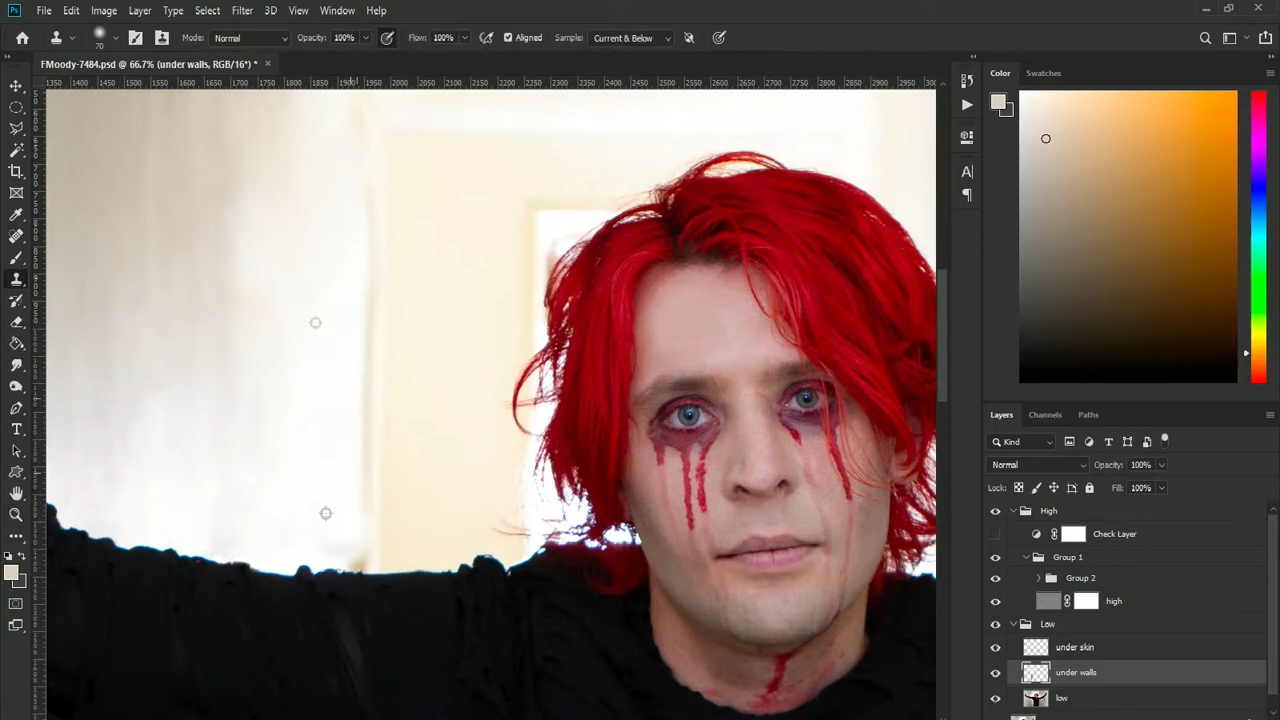 Ps File Edit Image Layer Type Select Filter 3D View Window Help
70 Mode: Normal Opacity: 100% Flow: 100% Aligned Sample: Current & Below
FMoody-7484.psd @ 66.7% (under walls, RGB/16*) * ×
1350 1400 1450 1500 1550 1600 1650 1700 1750 1800 1850 1900 1950 2000 2050 2100 2150 2200 2250 2300 2350 2400 2450 2500 2550 2600 2650 2700 2750 2800 2850 2900 2950
Color Swatches
Layers Channels Paths
Kind
Normal Opacity: 100%
Lock: Fill: 100%
High
Check Layer
Group 1
Group 2
high
Low
under skin
under walls
low